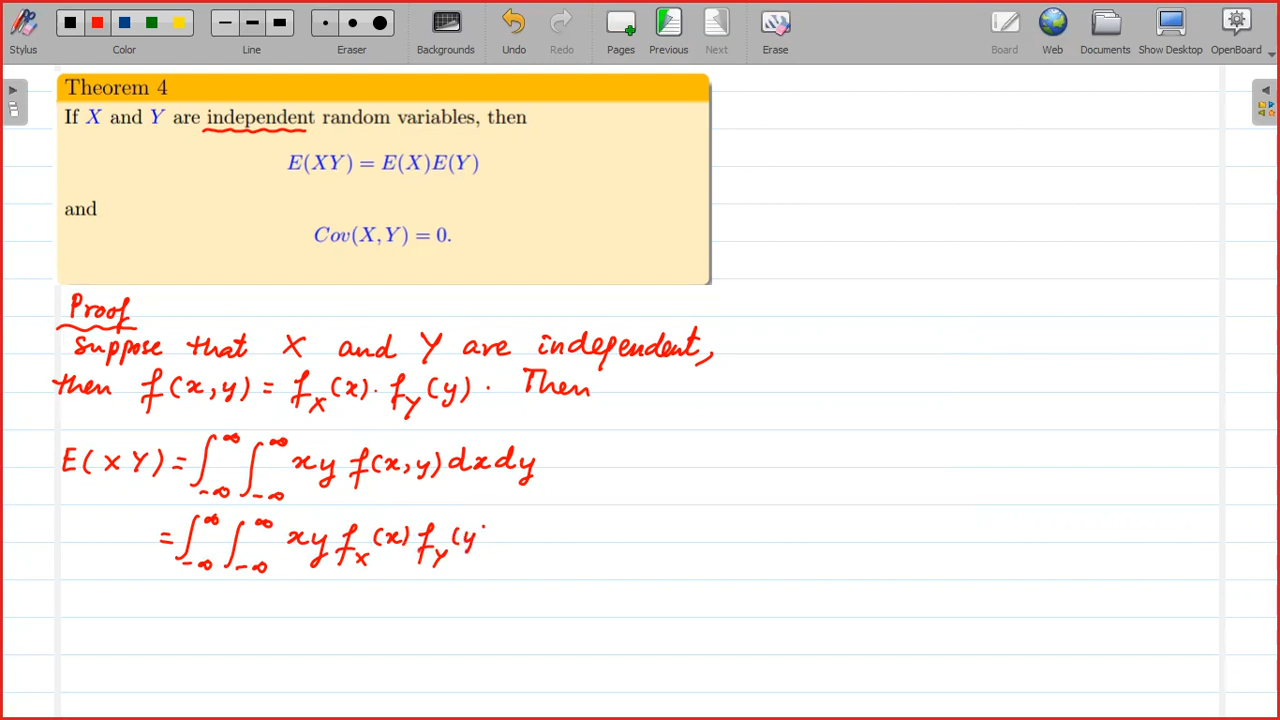 Stylus Color Line Eraser Backgrounds Undo Redo Pages Previous Next Erase Board Web Documents Show Desktop OpenBoard
Theorem 4
If X and Y are independent random variables, then
E(XY) = E(X)E(Y)
and
Cov(X, Y) = 0.
Proof
Suppose that X and Y are independent,
then f(x,y) = f_X(x) · f_Y(y). Then
E(XY) = ∫_{-∞}^{∞} ∫_{-∞}^{∞} xy f(x,y) dx dy
= ∫_{-∞}^{∞} ∫_{-∞}^{∞} xy f_X(x) f_Y(y